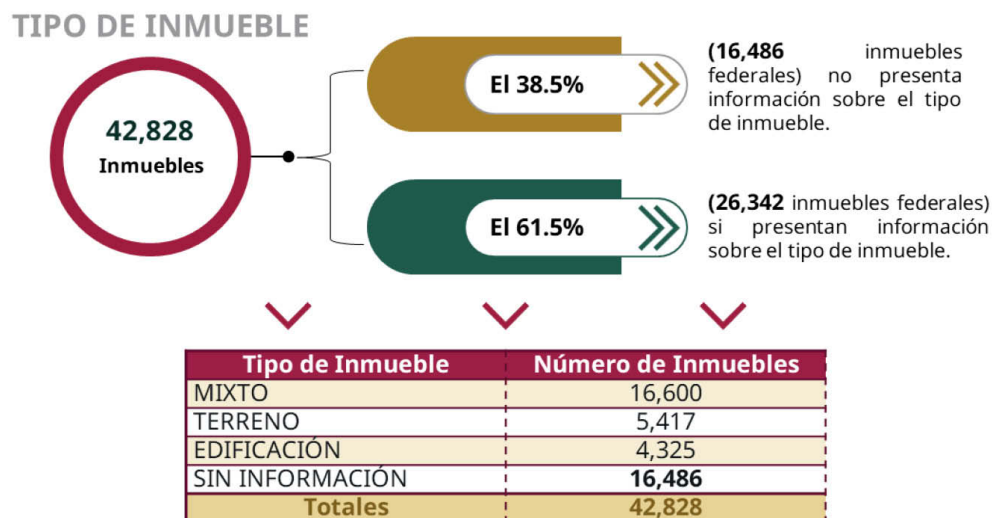 TIPO DE INMUEBLE
42,828
Inmuebles
El 38.5%
(16,486 inmuebles
federales) no presenta
información sobre el tipo
de inmueble.
El 61.5%
(26,342 inmuebles federales)
si presentan información
sobre el tipo de inmueble.
Tipo de Inmueble Número de Inmuebles
MIXTO 16,600
TERRENO 5,417
EDIFICACIÓN 4,325
SIN INFORMACIÓN 16,486
Totales 42,828